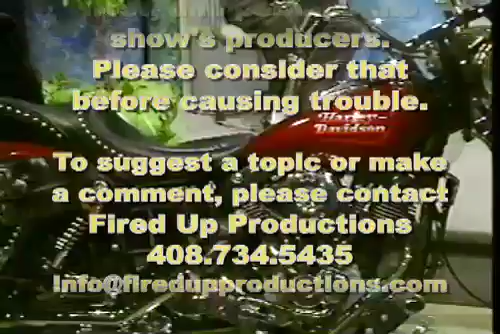 show's producers.
Please consider that
before causing trouble.
Harley-
Davidson
To suggest a topic or make
a comment, please contact
Fired Up Productions
408.734.5435
info@firedupproductions.com